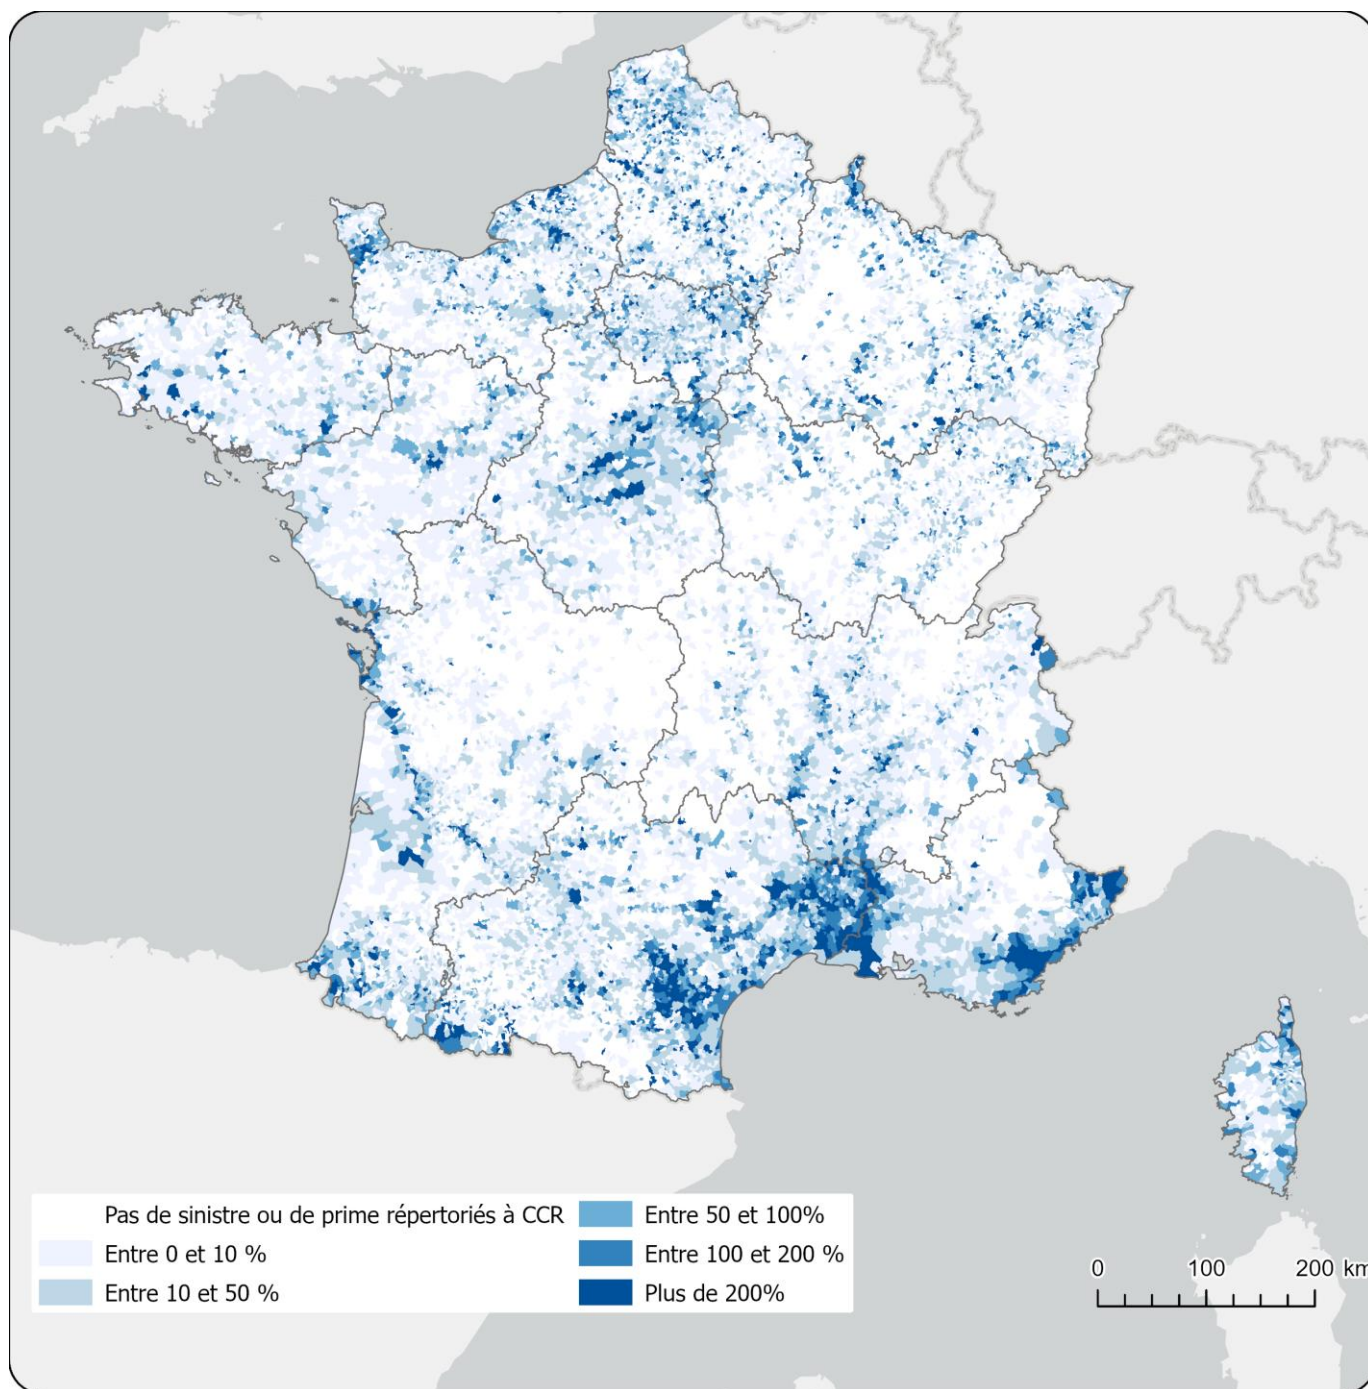 Pas de sinistre ou de prime répertoriés à CCR
Entre 0 et 10 %
Entre 10 et 50 %
Entre 50 et 100%
Entre 100 et 200 %
Plus de 200%
0 100 200 km